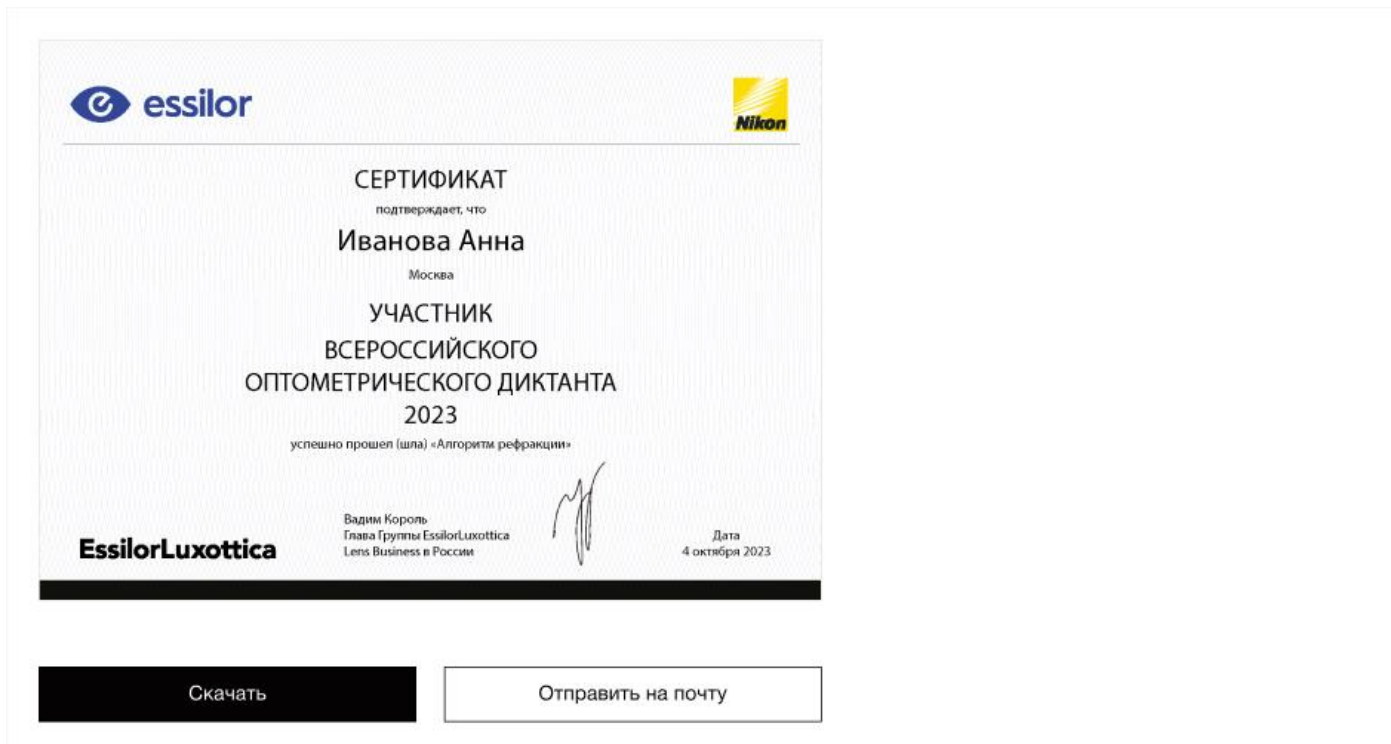 essilor
Nikon
СЕРТИФИКАТ
подтверждает, что
Иванова Анна
Москва
УЧАСТНИК
ВСЕРОССИЙСКОГО
ОПТОМЕТРИЧЕСКОГО ДИКТАНТА
2023
успешно прошел (шла) «Алгоритм рефракции»
EssilorLuxottica
Вадим Король
Глава Группы EssilorLuxottica
Lens Business в России
Дата
4 октября 2023
Скачать
Отправить на почту